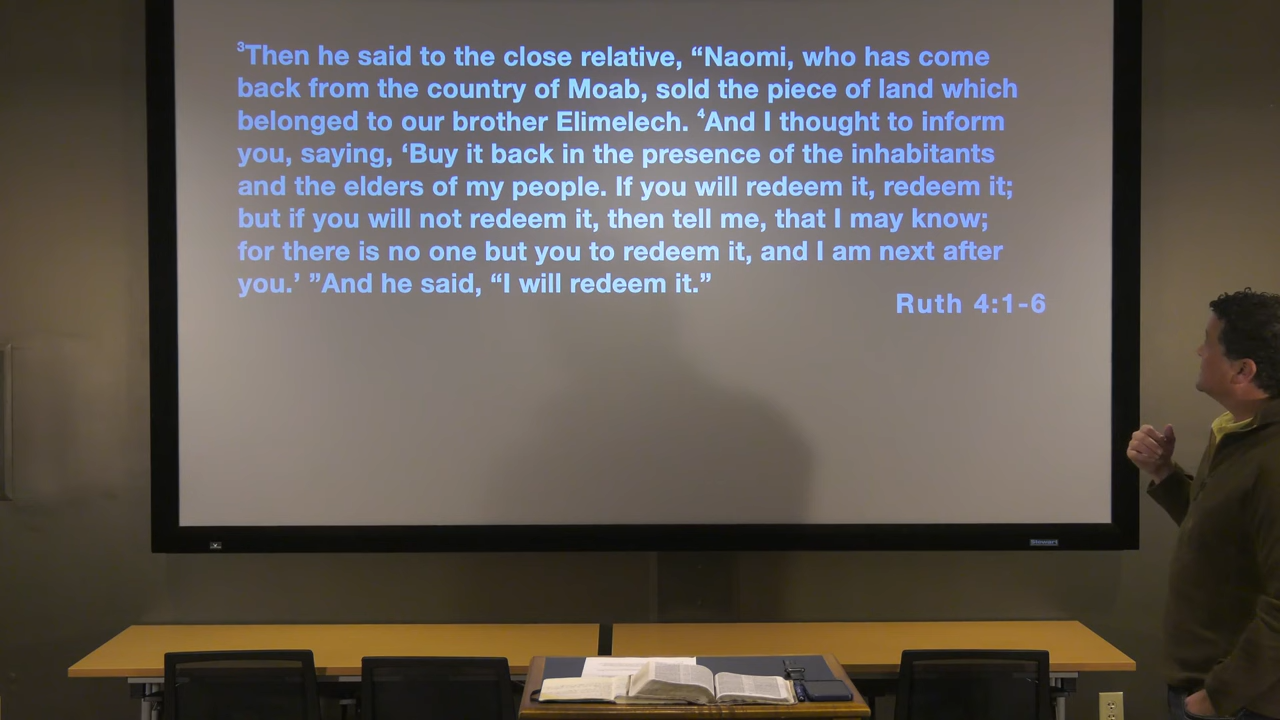 ³Then he said to the close relative, “Naomi, who has come
back from the country of Moab, sold the piece of land which
belonged to our brother Elimelech. ⁴And I thought to inform
you, saying, ‘Buy it back in the presence of the inhabitants
and the elders of my people. If you will redeem it, redeem it;
but if you will not redeem it, then tell me, that I may know;
for there is no one but you to redeem it, and I am next after
you.’ ”And he said, “I will redeem it.”
Ruth 4:1-6
Stewart